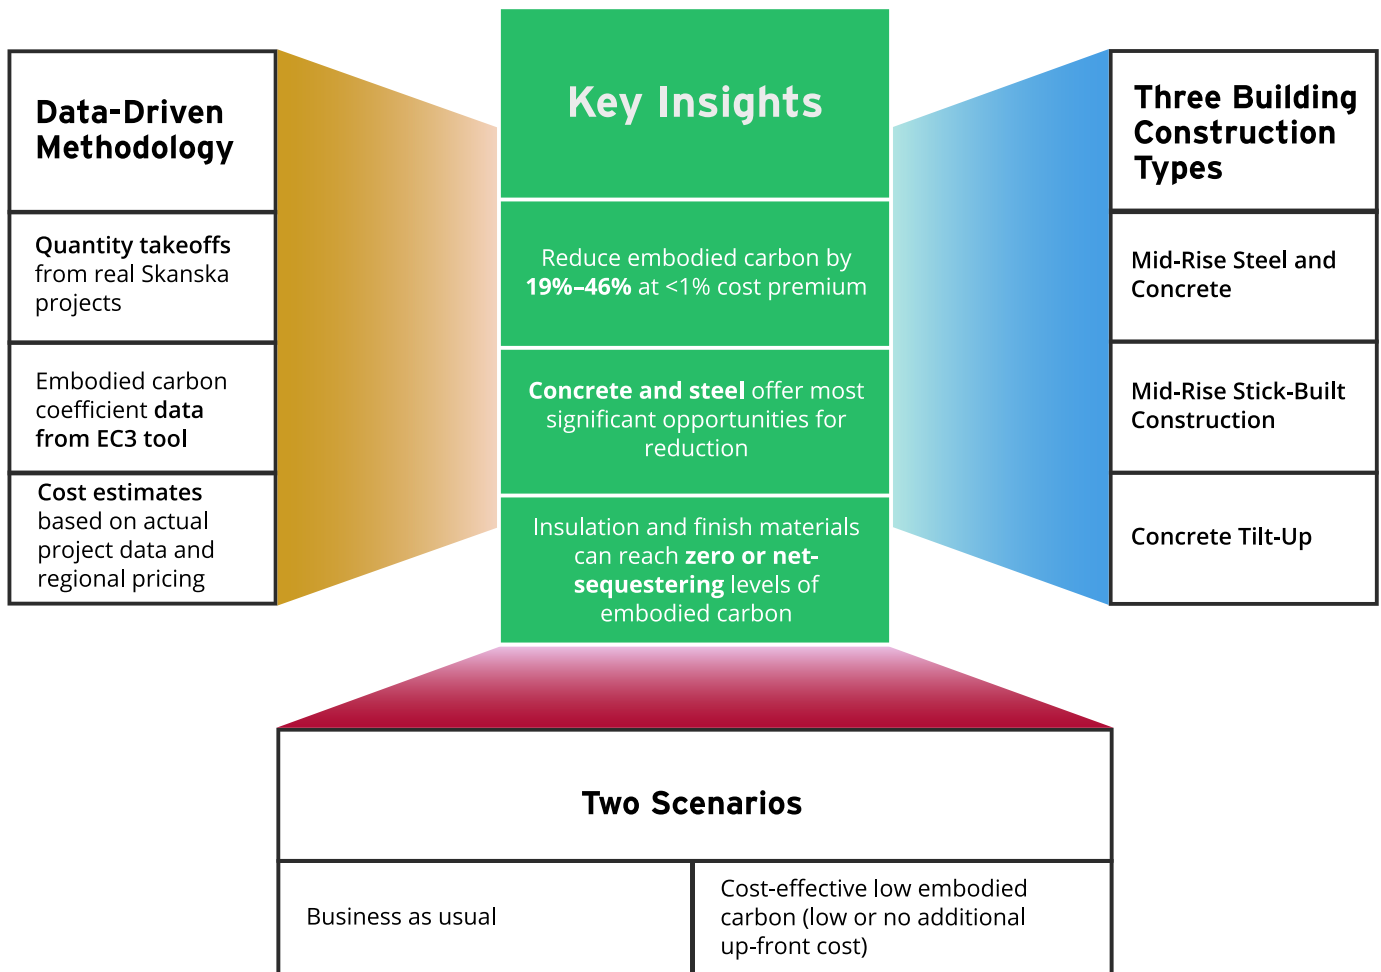 Data-Driven
Methodology
Quantity takeoffs
from real Skanska
projects
Embodied carbon
coefficient data
from EC3 tool
Cost estimates
based on actual
project data and
regional pricing
Key Insights
Reduce embodied carbon by
19%–46% at <1% cost premium
Concrete and steel offer most
significant opportunities for
reduction
Insulation and finish materials
can reach zero or net-
sequestering levels of
embodied carbon
Three Building
Construction
Types
Mid-Rise Steel and
Concrete
Mid-Rise Stick-Built
Construction
Concrete Tilt-Up
Two Scenarios
Business as usual
Cost-effective low embodied
carbon (low or no additional
up-front cost)